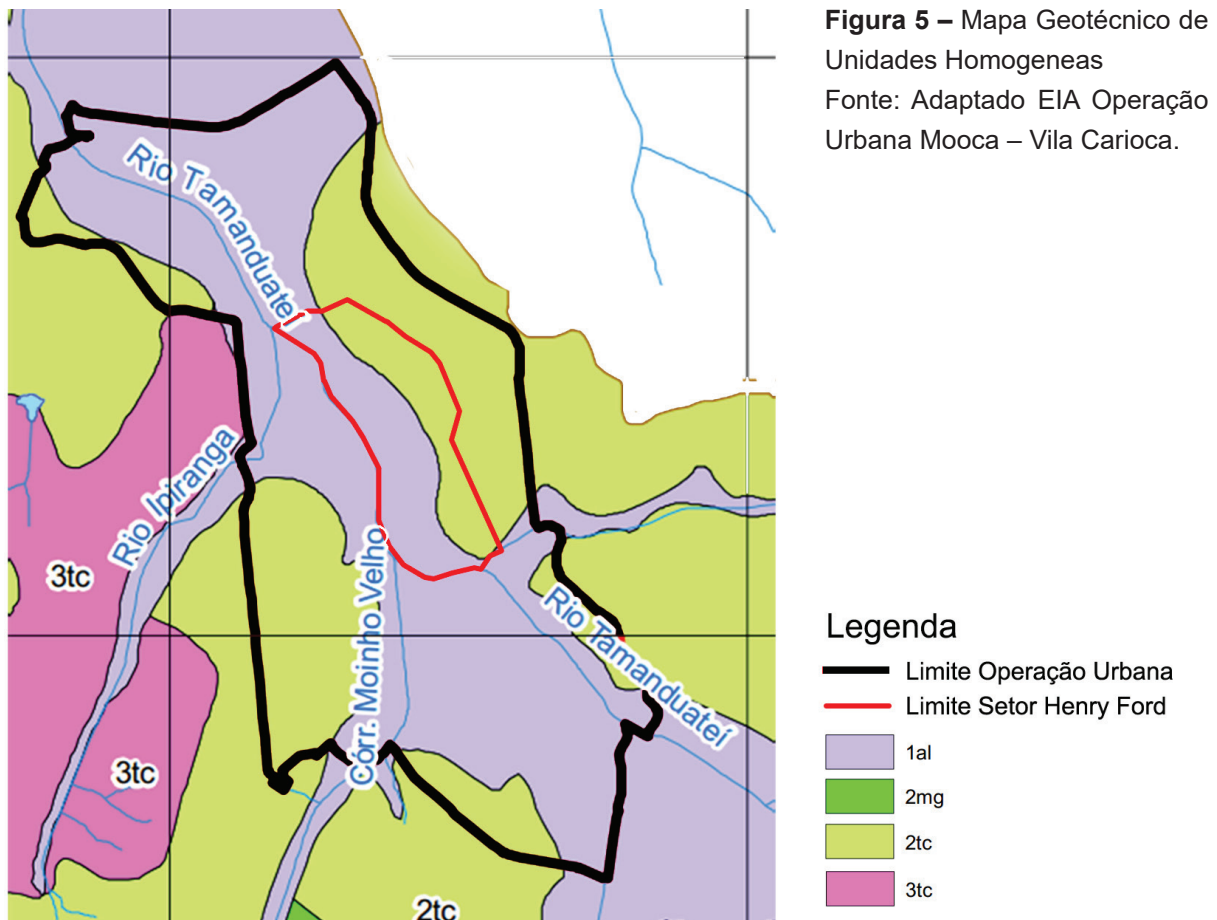 Figura 5 – Mapa Geotécnico de
Unidades Homogeneas
Fonte: Adaptado EIA Operação
Urbana Mooca – Vila Carioca.
Rio Tamanduateí
Rio Ipiranga
3tc
Córr. Moinho Velho
Rio Tamanduateí
3tc
2tc
Legenda
Limite Operação Urbana
Limite Setor Henry Ford
1al
2mg
2tc
3tc